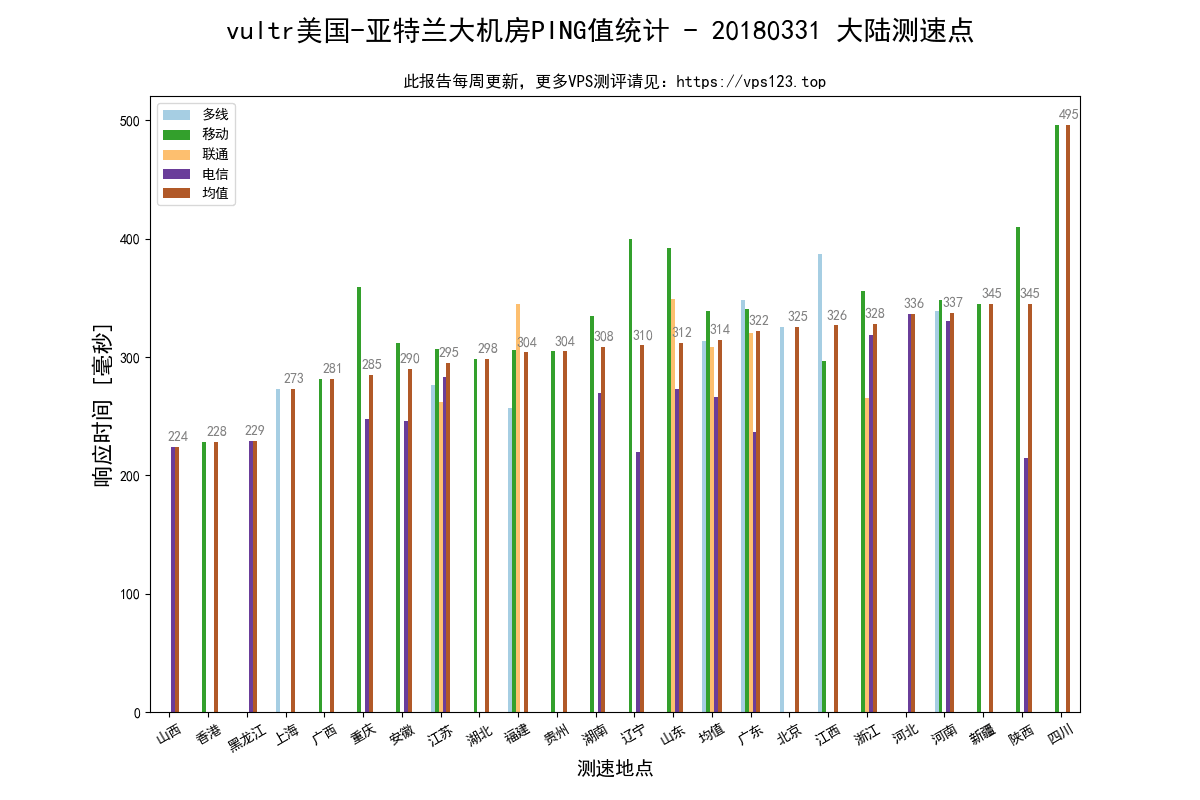 vultr美国-亚特兰大机房PING值统计 - 20180331 大陆测速点
此报告每周更新，更多VPS测评请见：https://vps123.top
多线
移动
联通
电信
均值
响应时间 [毫秒]
500
400
300
200
100
0
224
228
229
273
281
285
290
295
298
304
304
308
310
312
314
322
325
326
328
336
337
345
345
495
山西
香港
黑龙江
上海
广西
重庆
安徽
江苏
湖北
福建
贵州
湖南
辽宁
山东
均值
广东
北京
江西
浙江
河北
河南
新疆
陕西
四川
测速地点